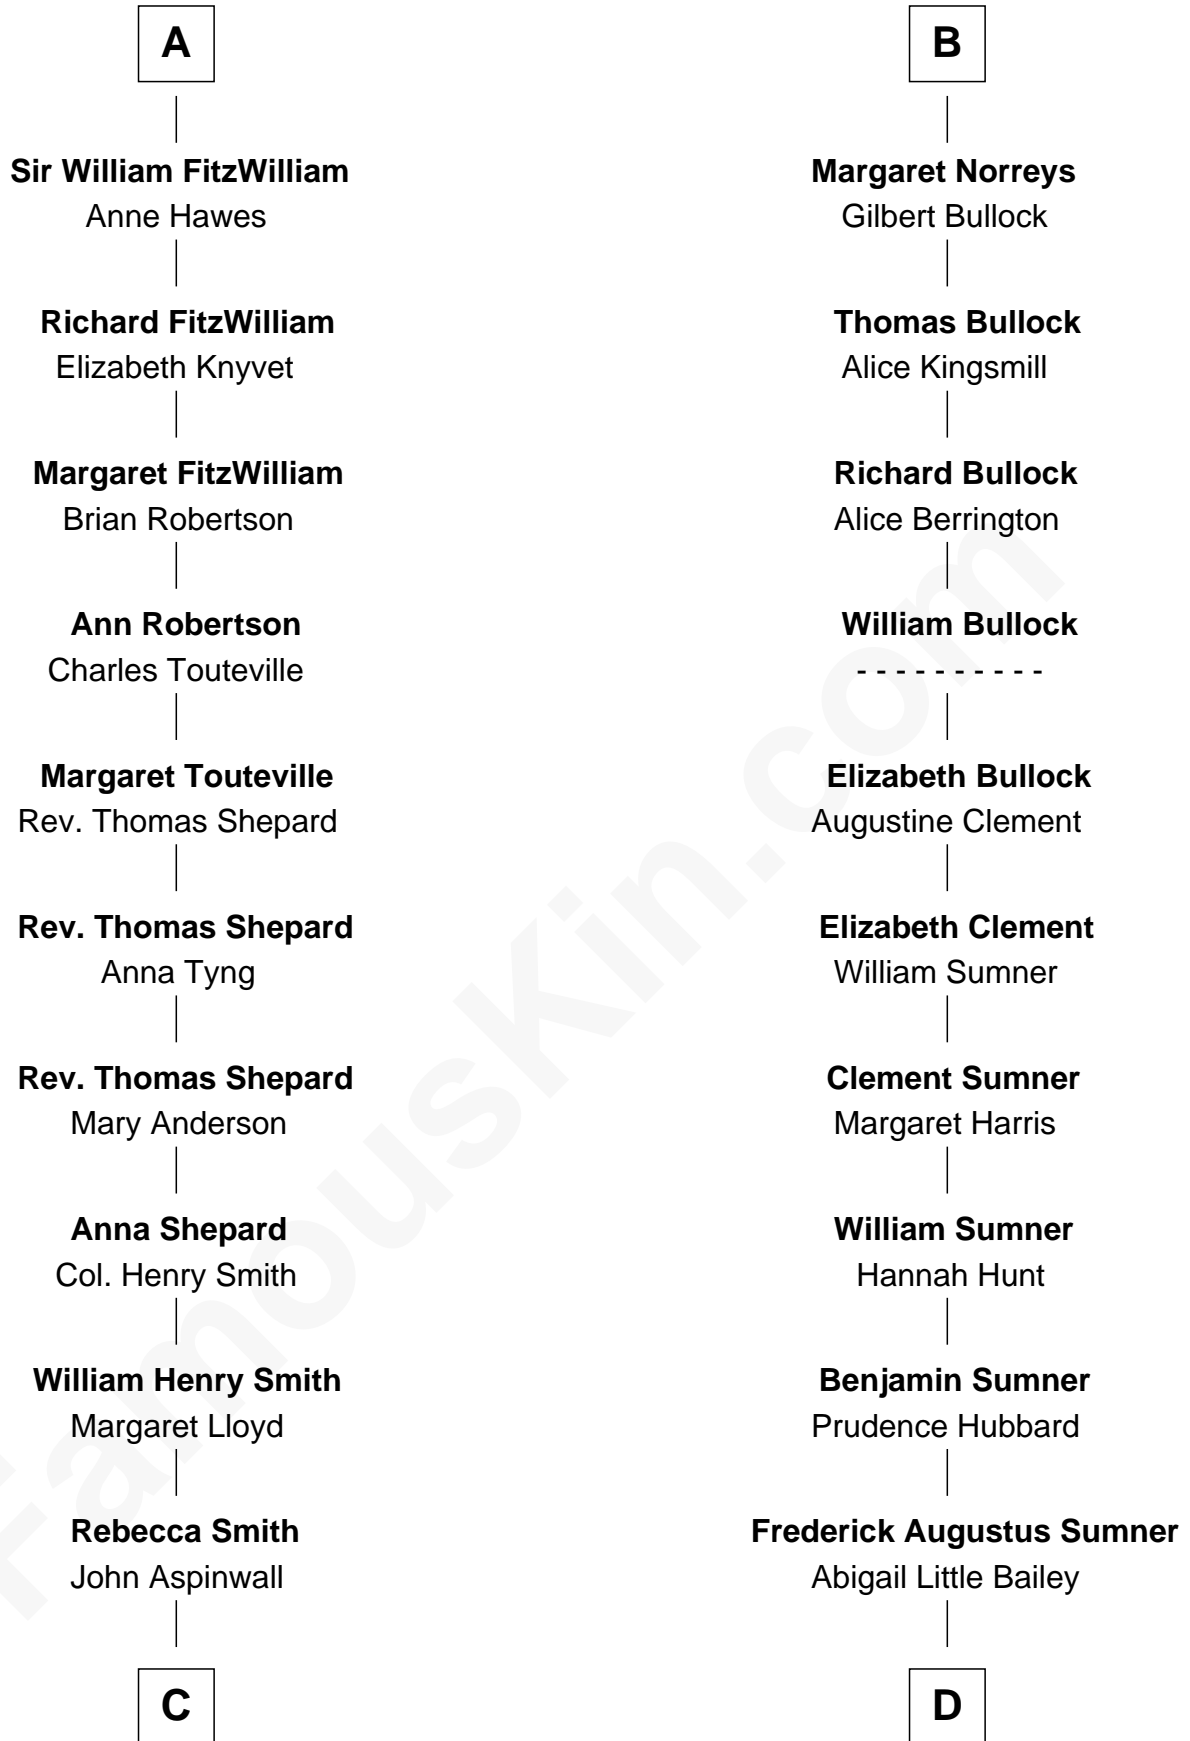 A
Sir William FitzWilliam
Anne Hawes
Richard FitzWilliam
Elizabeth Knyvet
Margaret FitzWilliam
Brian Robertson
Ann Robertson
Charles Touteville
Margaret Touteville
Rev. Thomas Shepard
Rev. Thomas Shepard
Anna Tyng
Rev. Thomas Shepard
Mary Anderson
Anna Shepard
Col. Henry Smith
William Henry Smith
Margaret Lloyd
Rebecca Smith
John Aspinwall
C
B
Margaret Norreys
Gilbert Bullock
Thomas Bullock
Alice Kingsmill
Richard Bullock
Alice Berrington
William Bullock
- - - - - - - - - -
Elizabeth Bullock
Augustine Clement
Elizabeth Clement
William Sumner
Clement Sumner
Margaret Harris
William Sumner
Hannah Hunt
Benjamin Sumner
Prudence Hubbard
Frederick Augustus Sumner
Abigail Little Bailey
D
FamousKin.com